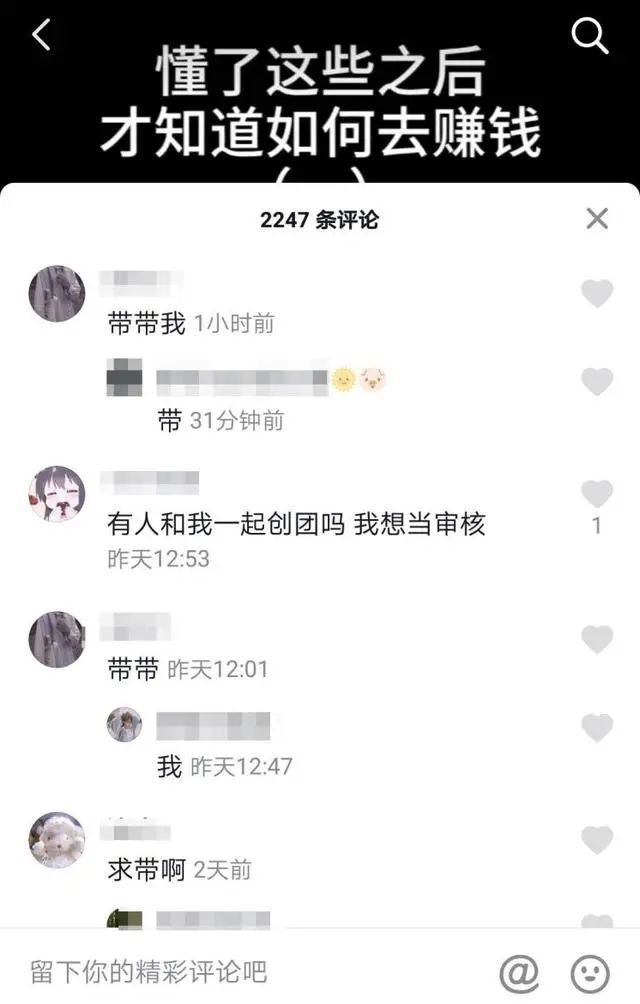 懂了这些之后
才知道如何去赚钱
2247 条评论
带带我 1小时前
带 31分钟前
有人和我一起创团吗 我想当审核
1
昨天12:53
带带 昨天12:01
我 昨天12:47
求带啊 2天前
留下你的精彩评论吧
@